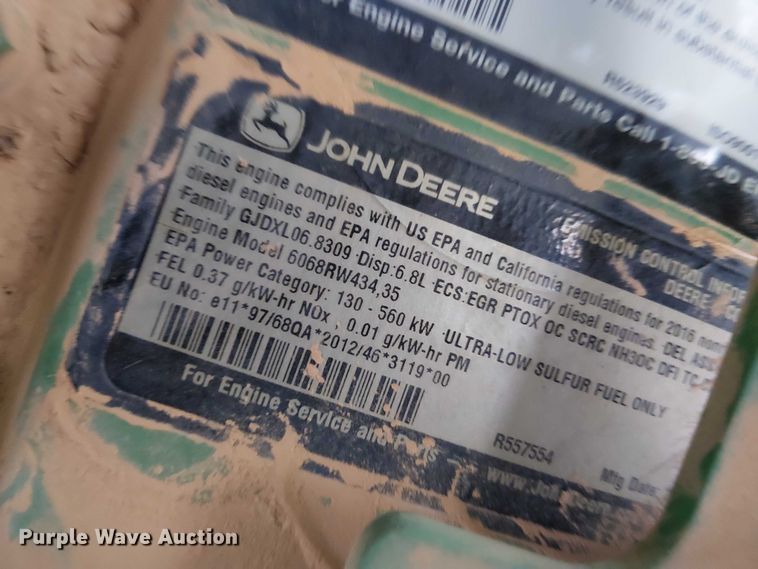 or Engine Service and Parts Call 1-8
JOHN DEERE
EMISSION CONTROL
DEERE
This engine complies with US EPA and California regulations for 2016
diesel engines and EPA regulations for stationary diesel engines. DEL
Family GJDXL06.8309 Disp:6.8L ECS:EGR PTOX OC SCRC NH3OC DFI TC
Engine Model 6068RW434,35
EPA Power Category: 130 - 560 kW ULTRA-LOW SULFUR FUEL ONLY
FEL 0.37 g/kW-hr NOx , 0.01 g/kW-hr PM
EU No: e11*97/68QA*2012/46*3119*00
R557554
Mfg Date
For Engine Service and Parts
Purple Wave Auction®